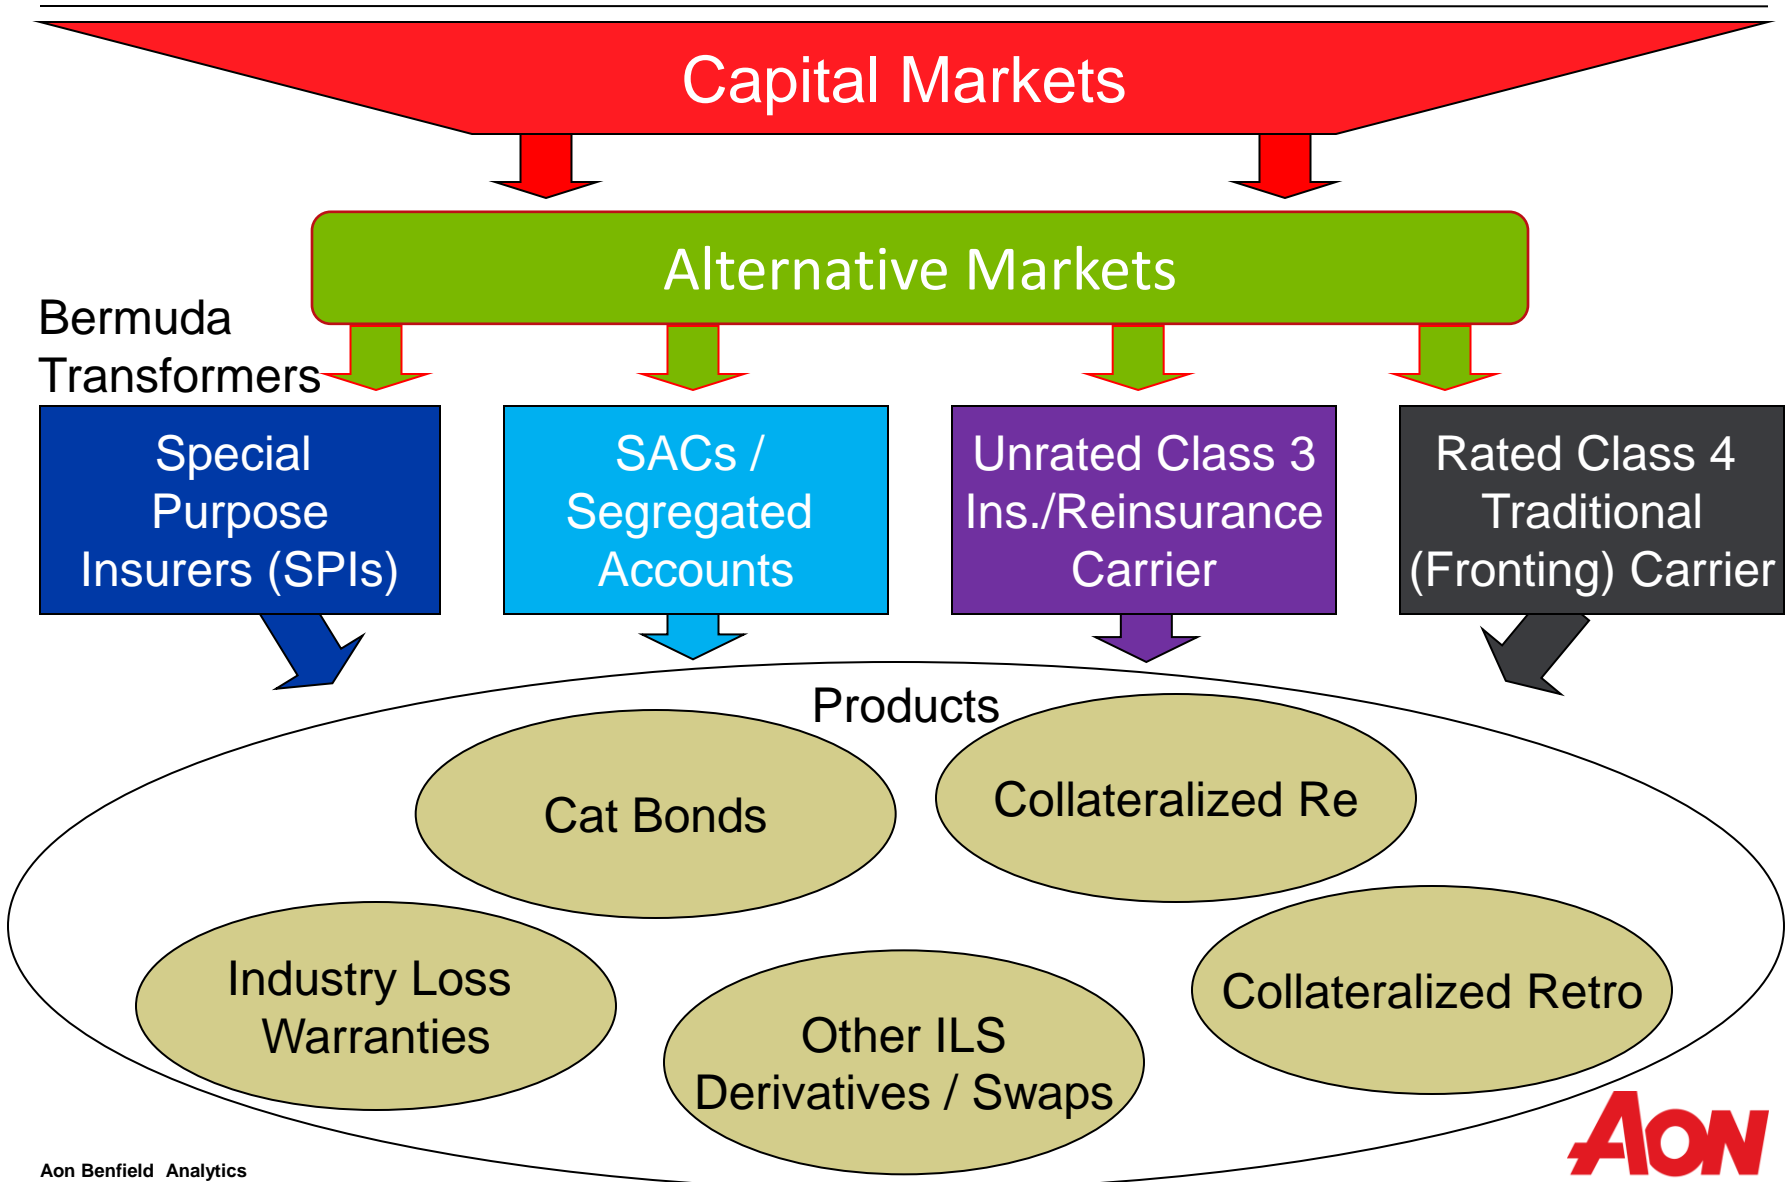 Capital Markets
Alternative Markets
Bermuda
Transformers
Special
Purpose
Insurers (SPIs)
SACs /
Segregated
Accounts
Unrated Class 3
Ins./Reinsurance
Carrier
Rated Class 4
Traditional
(Fronting) Carrier
Products
Cat Bonds
Collateralized Re
Industry Loss
Warranties
Other ILS
Derivatives / Swaps
Collateralized Retro
Aon Benfield Analytics
AON